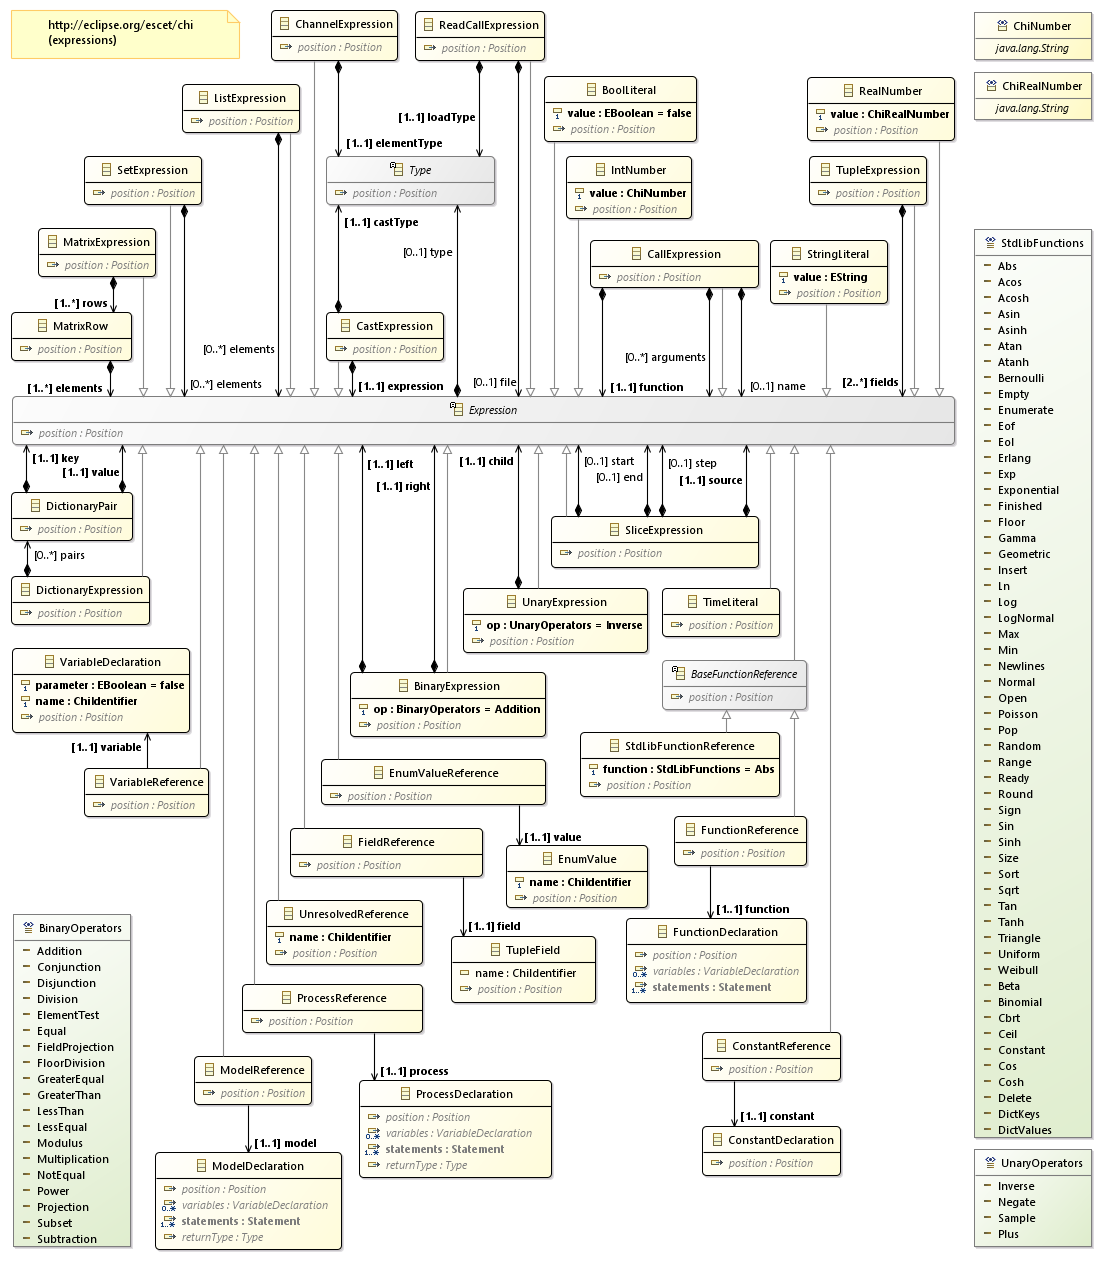 http://eclipse.org/escet/chi
(expressions)
ChannelExpression
position : Position
ReadCallExpression
position : Position
ChiNumber
java.lang.String
ChiRealNumber
java.lang.String
ListExpression
position : Position
[1..1] loadType
[1..1] elementType
BoolLiteral
value : EBoolean = false
position : Position
RealNumber
value : ChiRealNumber
position : Position
SetExpression
position : Position
Type
position : Position
IntNumber
value : ChiNumber
position : Position
TupleExpression
position : Position
[1..1] castType
[0..1] type
MatrixExpression
position : Position
[1..*] rows
CallExpression
position : Position
StringLiteral
value : EString
position : Position
MatrixRow
position : Position
CastExpression
position : Position
[0..*] elements
[0..*] elements
[1..*] elements
[1..1] expression
[0..1] file
[0..*] arguments
[1..1] function
[0..1] name
[2..*] fields
Expression
position : Position
[1..1] key
[1..1] value
[1..1] left
[1..1] right
[1..1] child
[0..1] start
[0..1] end
[0..1] step
[1..1] source
DictionaryPair
position : Position
[0..*] pairs
DictionaryExpression
position : Position
SliceExpression
position : Position
UnaryExpression
op : UnaryOperators = Inverse
position : Position
TimeLiteral
position : Position
VariableDeclaration
parameter : EBoolean = false
name : ChiIdentifier
position : Position
[1..1] variable
VariableReference
position : Position
BinaryExpression
op : BinaryOperators = Addition
position : Position
BaseFunctionReference
position : Position
StdLibFunctionReference
function : StdLibFunctions = Abs
position : Position
EnumValueReference
position : Position
[1..1] value
EnumValue
name : ChiIdentifier
position : Position
FieldReference
position : Position
[1..1] field
TupleField
name : ChiIdentifier
position : Position
FunctionReference
position : Position
[1..1] function
FunctionDeclaration
position : Position
0..*
variables : VariableDeclaration
1..*
statements : Statement
UnresolvedReference
name : ChiIdentifier
position : Position
ProcessReference
position : Position
[1..1] process
ProcessDeclaration
position : Position
0..*
variables : VariableDeclaration
1..*
statements : Statement
returnType : Type
ModelReference
position : Position
[1..1] model
ModelDeclaration
position : Position
0..*
variables : VariableDeclaration
1..*
statements : Statement
returnType : Type
ConstantReference
position : Position
[1..1] constant
ConstantDeclaration
position : Position
BinaryOperators
Addition
Conjunction
Disjunction
Division
ElementTest
Equal
FieldProjection
FloorDivision
GreaterEqual
GreaterThan
LessThan
LessEqual
Modulus
Multiplication
NotEqual
Power
Projection
Subset
Subtraction
StdLibFunctions
Abs
Acos
Acosh
Asin
Asinh
Atan
Atanh
Bernoulli
Empty
Enumerate
Eof
Eol
Erlang
Exp
Exponential
Finished
Floor
Gamma
Geometric
Insert
Ln
Log
LogNormal
Max
Min
Newlines
Normal
Open
Poisson
Pop
Random
Range
Ready
Round
Sign
Sin
Sinh
Size
Sort
Sqrt
Tan
Tanh
Triangle
Uniform
Weibull
Beta
Binomial
Cbrt
Ceil
Constant
Cos
Cosh
Delete
DictKeys
DictValues
UnaryOperators
Inverse
Negate
Sample
Plus